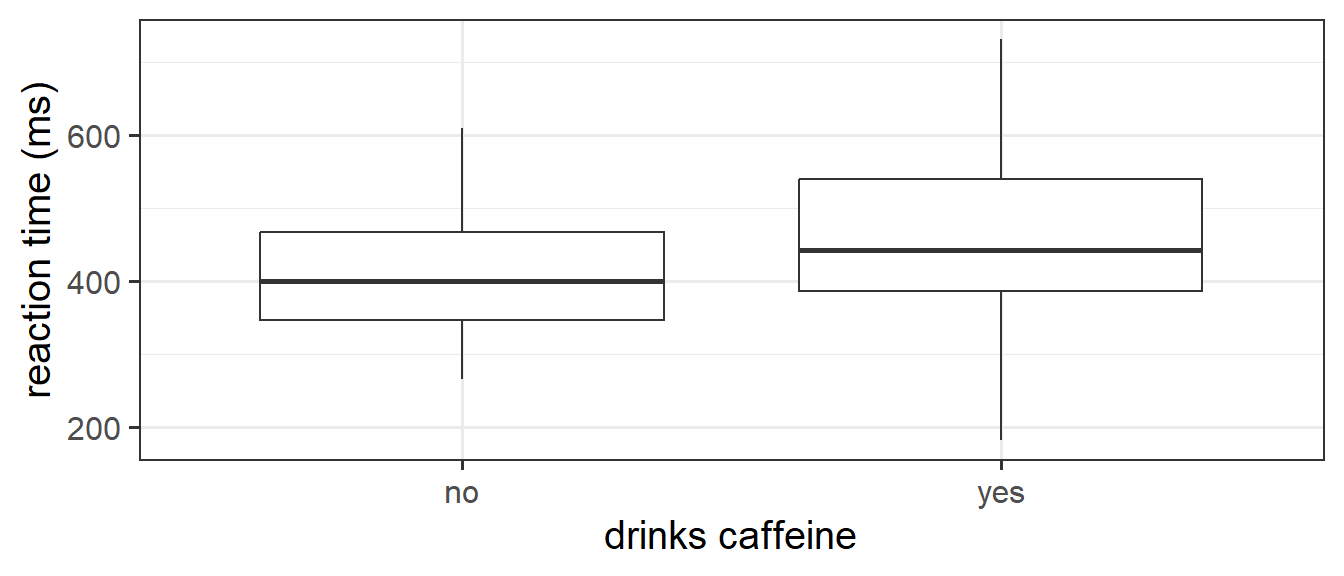 reaction time (ms)
600
400
200
no
yes
drinks caffeine